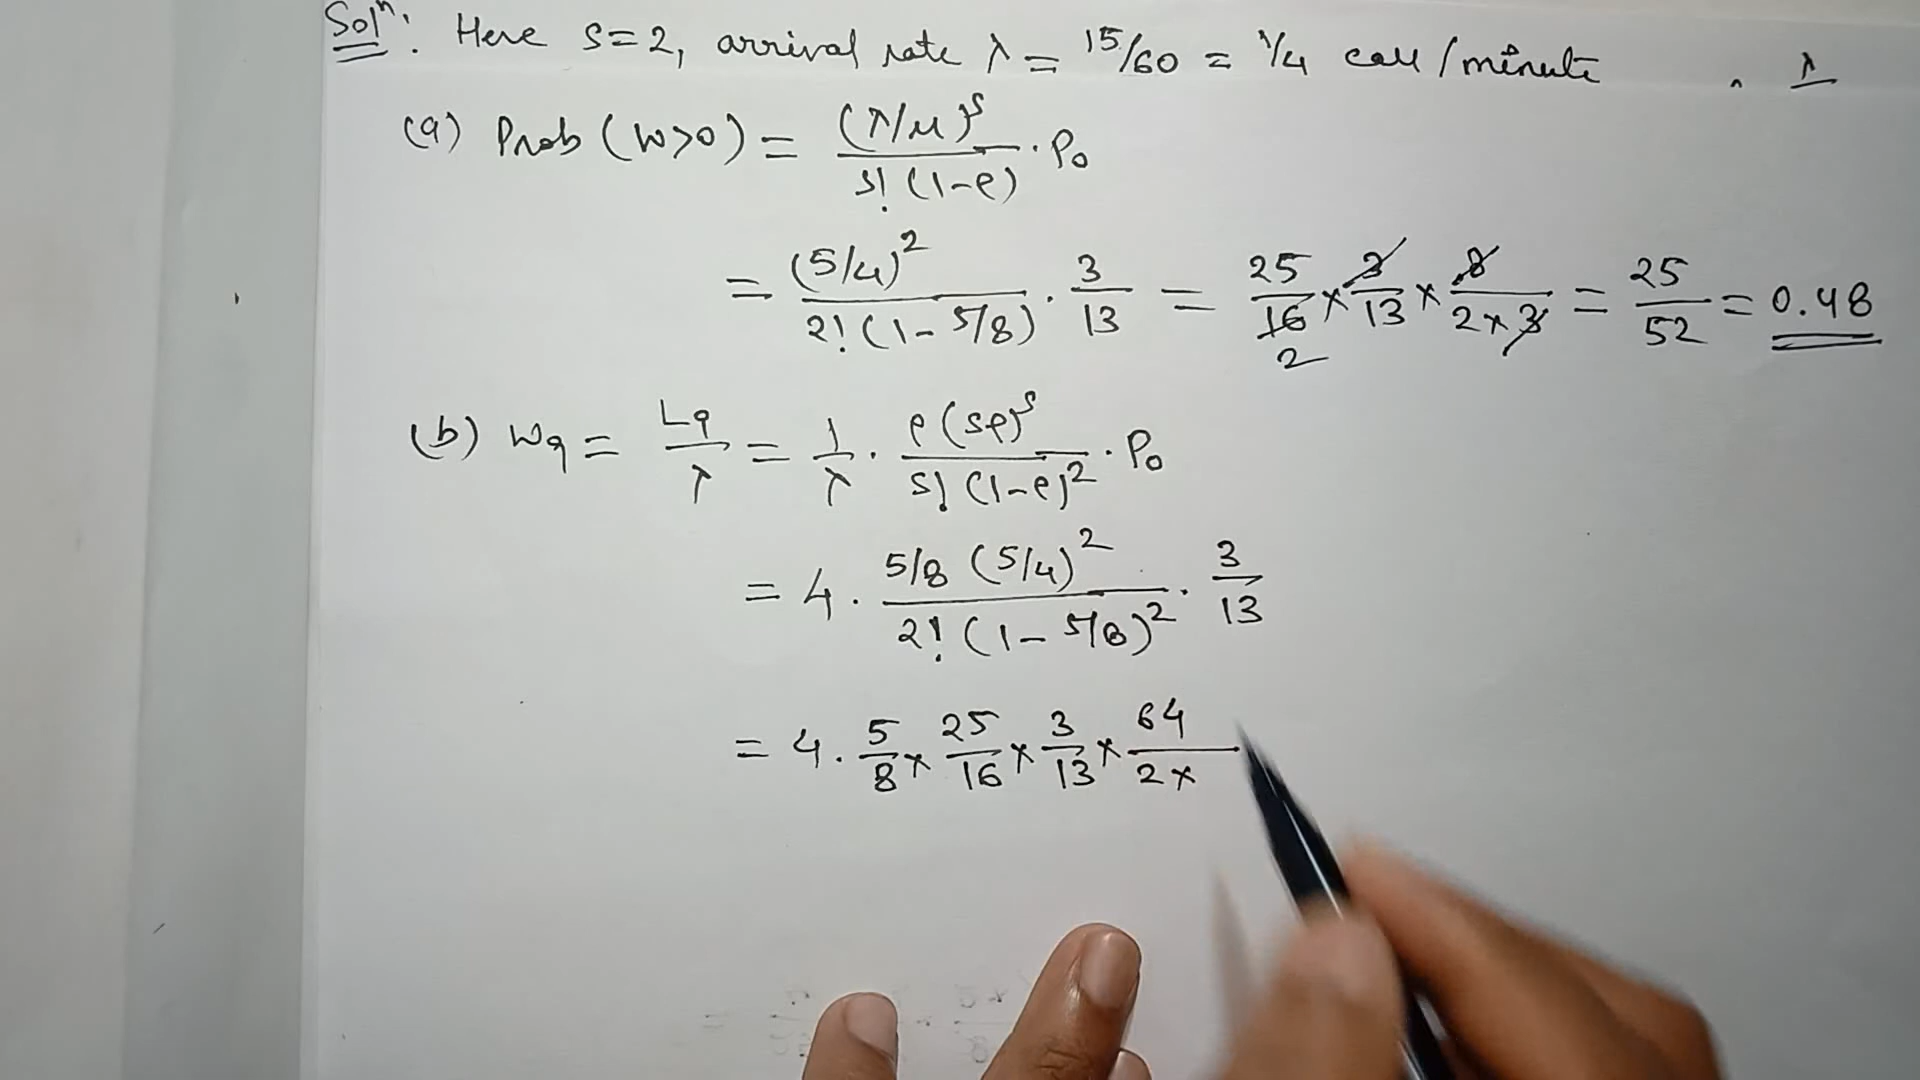 Solⁿ: Here s=2, arrival rate λ = 15/60 = 1/4 call/minute , λ
(a) Prob (W>0) = (λ/μ)^s / s! (1-ρ) · P₀
= (5/4)² / 2! (1 - 5/8) · 3/13 = 25/16 × 3/13 × 8/2×3 = 25/52 = 0.48
2
(b) Wq = Lq/λ = 1/λ · ρ(sρ)^s / s! (1-ρ)² · P₀
= 4 · 5/8 (5/4)² / 2! (1 - 5/8)² · 3/13
= 4 · 5/8 × 25/16 × 3/13 × 64/2×